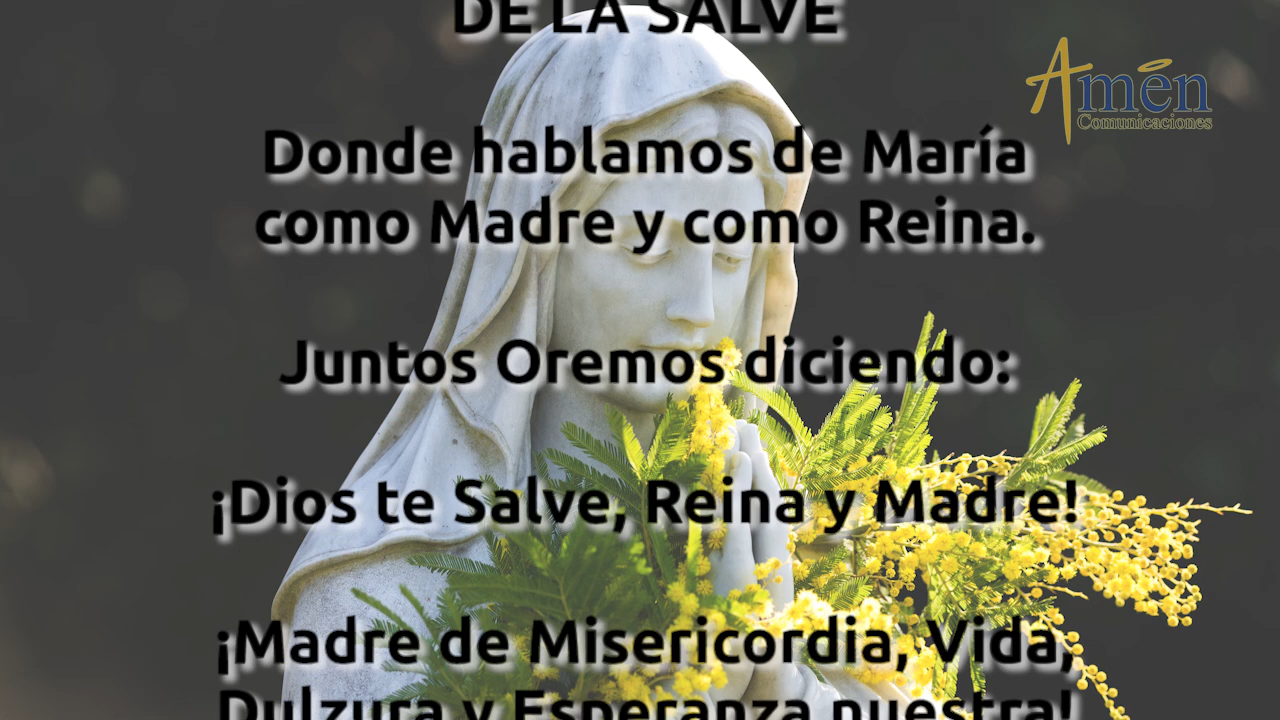 DE LA SALVE
Amén
Comunicaciones
Donde hablamos de María
como Madre y como Reina.
Juntos Oremos diciendo:
¡Dios te Salve, Reina y Madre!
¡Madre de Misericordia, Vida,
Dulzura y Esperanza nuestra!